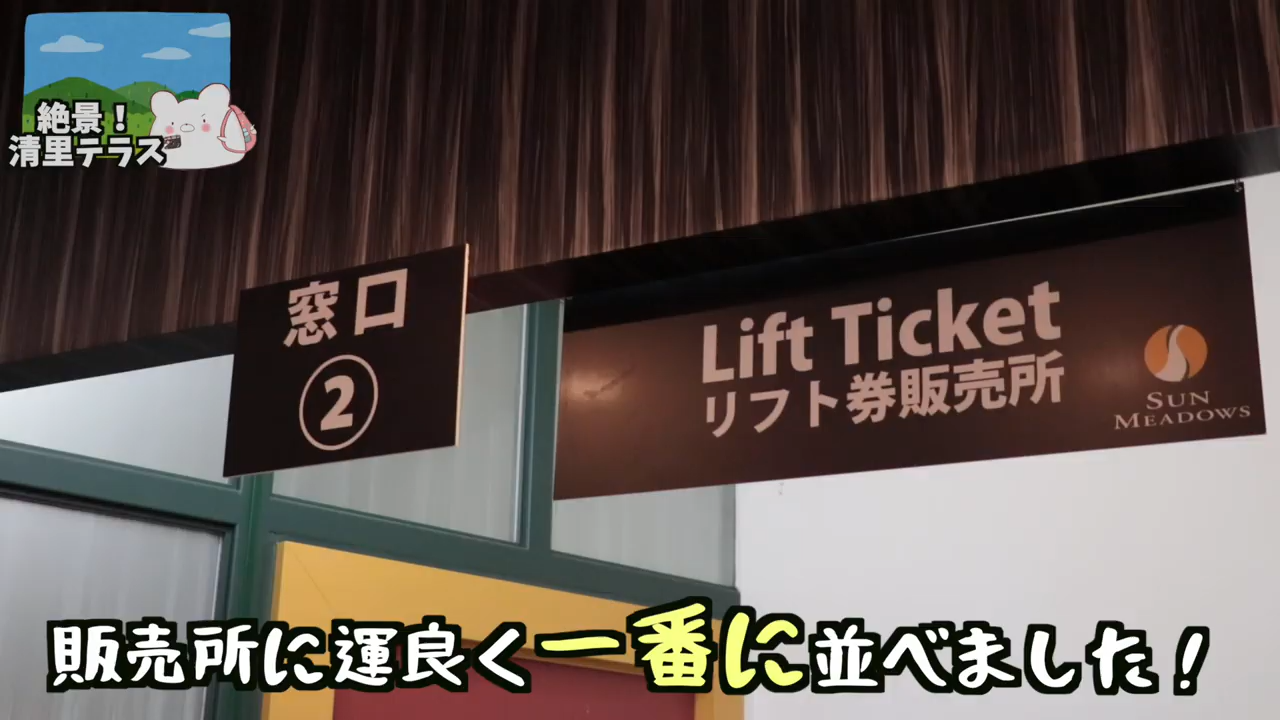 絶景!
清里テラス
窓口
②
Lift Ticket
リフト券販売所
SUN
MEADOWS
販売所に運良く一番に並べました!